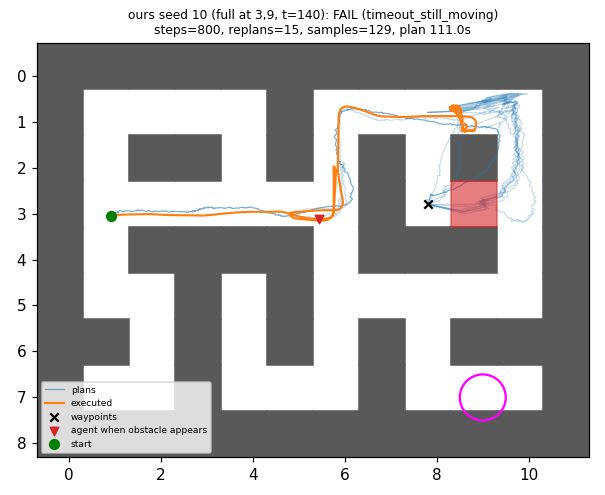 ours seed 10 (full at 3,9, t=140): FAIL (timeout_still_moving)
steps=800, replans=15, samples=129, plan 111.0s
0
1
2
3
4
5
6
7
8
plans
executed
waypoints
agent when obstacle appears
start
0 2 4 6 8 10